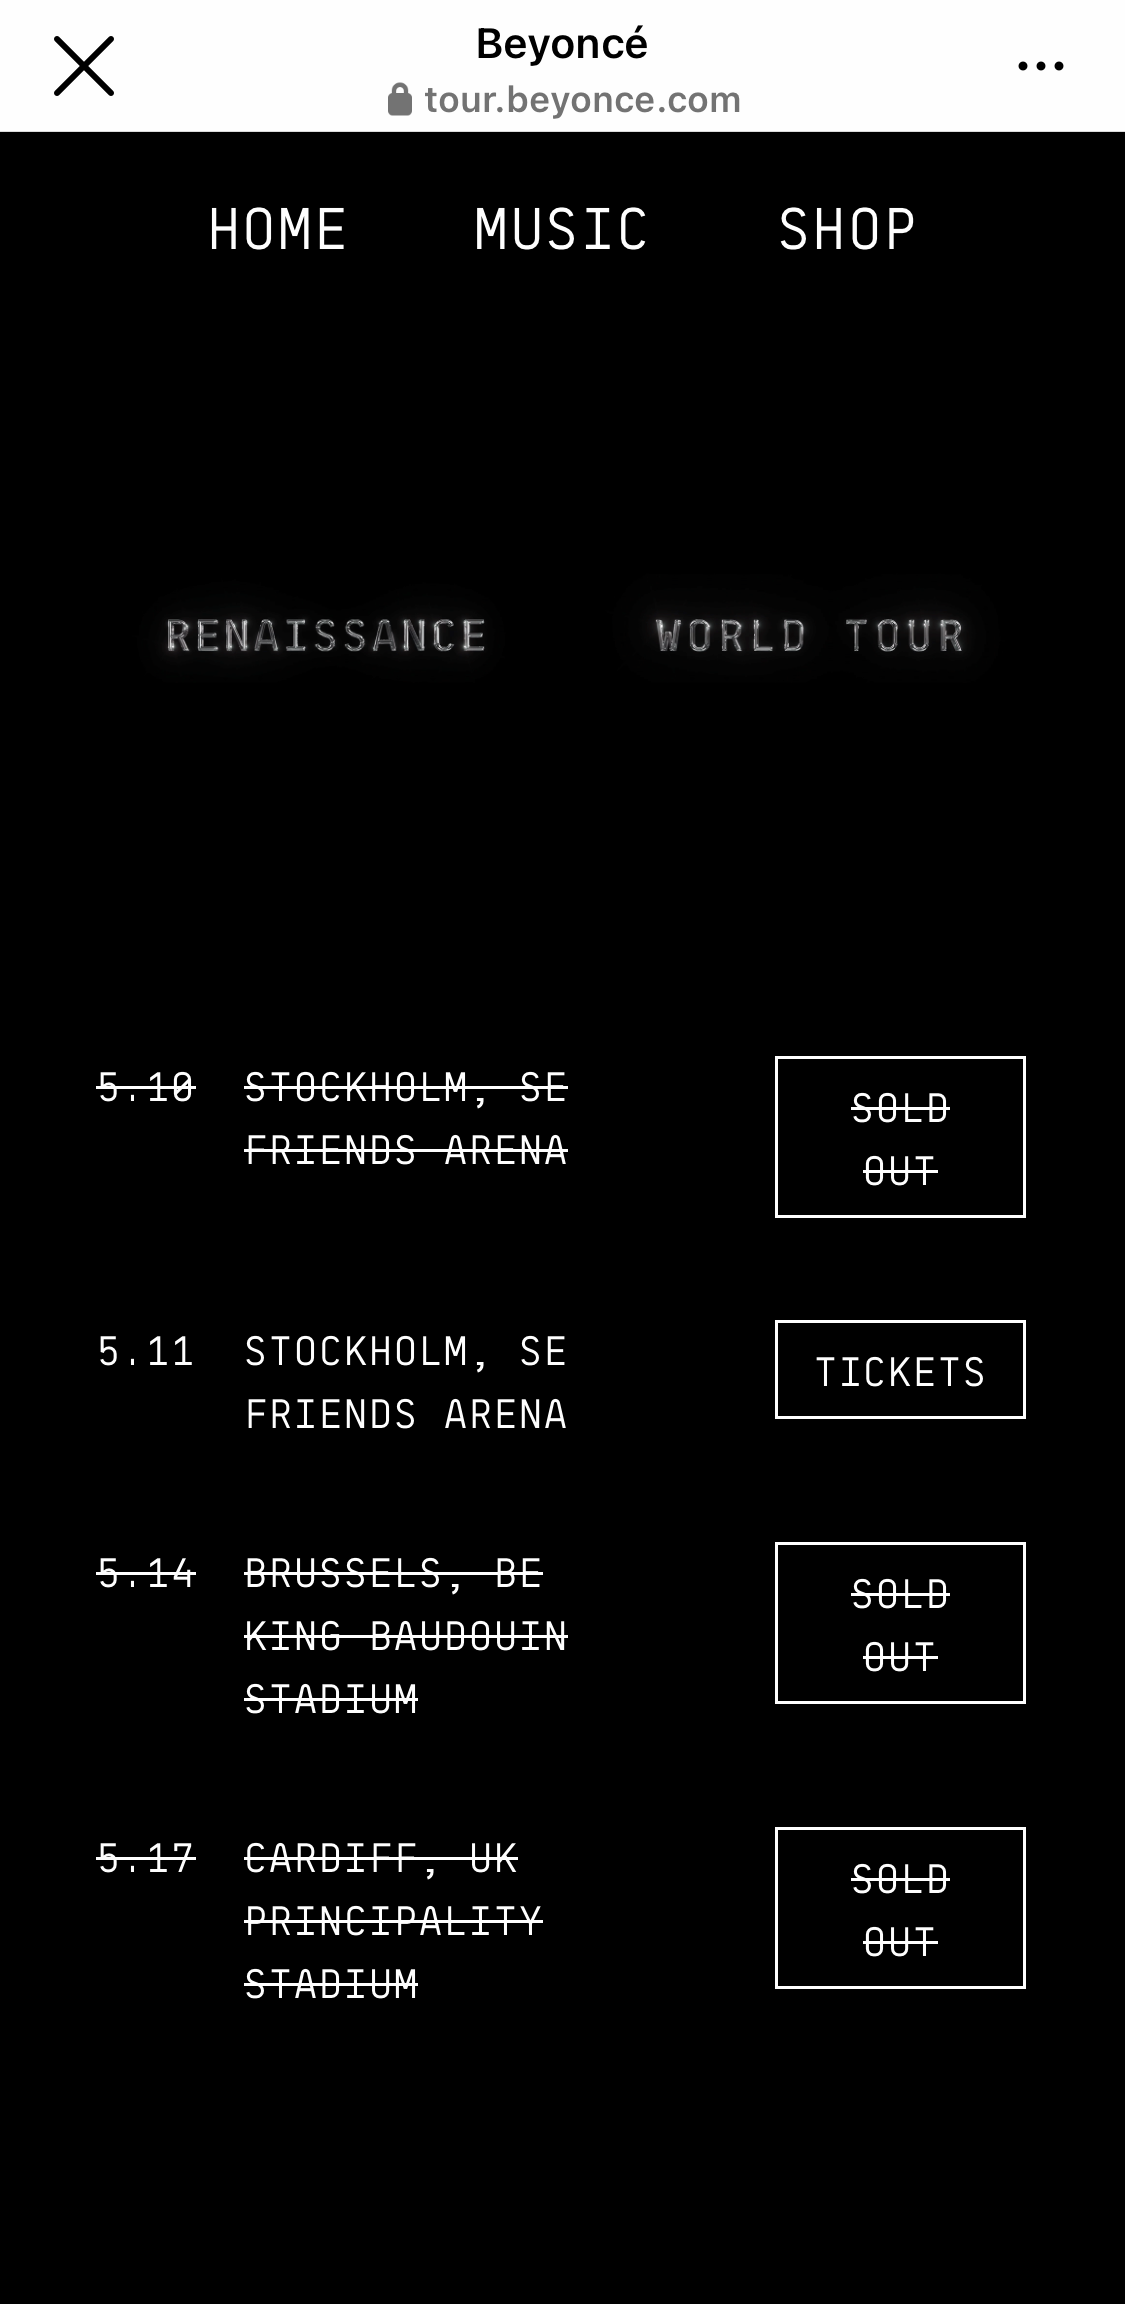 Beyoncé
tour.beyonce.com
HOME MUSIC SHOP
RENAISSANCE WORLD TOUR
5.10 STOCKHOLM, SE
FRIENDS ARENA
SOLD
OUT
5.11 STOCKHOLM, SE
FRIENDS ARENA
TICKETS
5.14 BRUSSELS, BE
KING BAUDOUIN
STADIUM
SOLD
OUT
5.17 CARDIFF, UK
PRINCIPALITY
STADIUM
SOLD
OUT